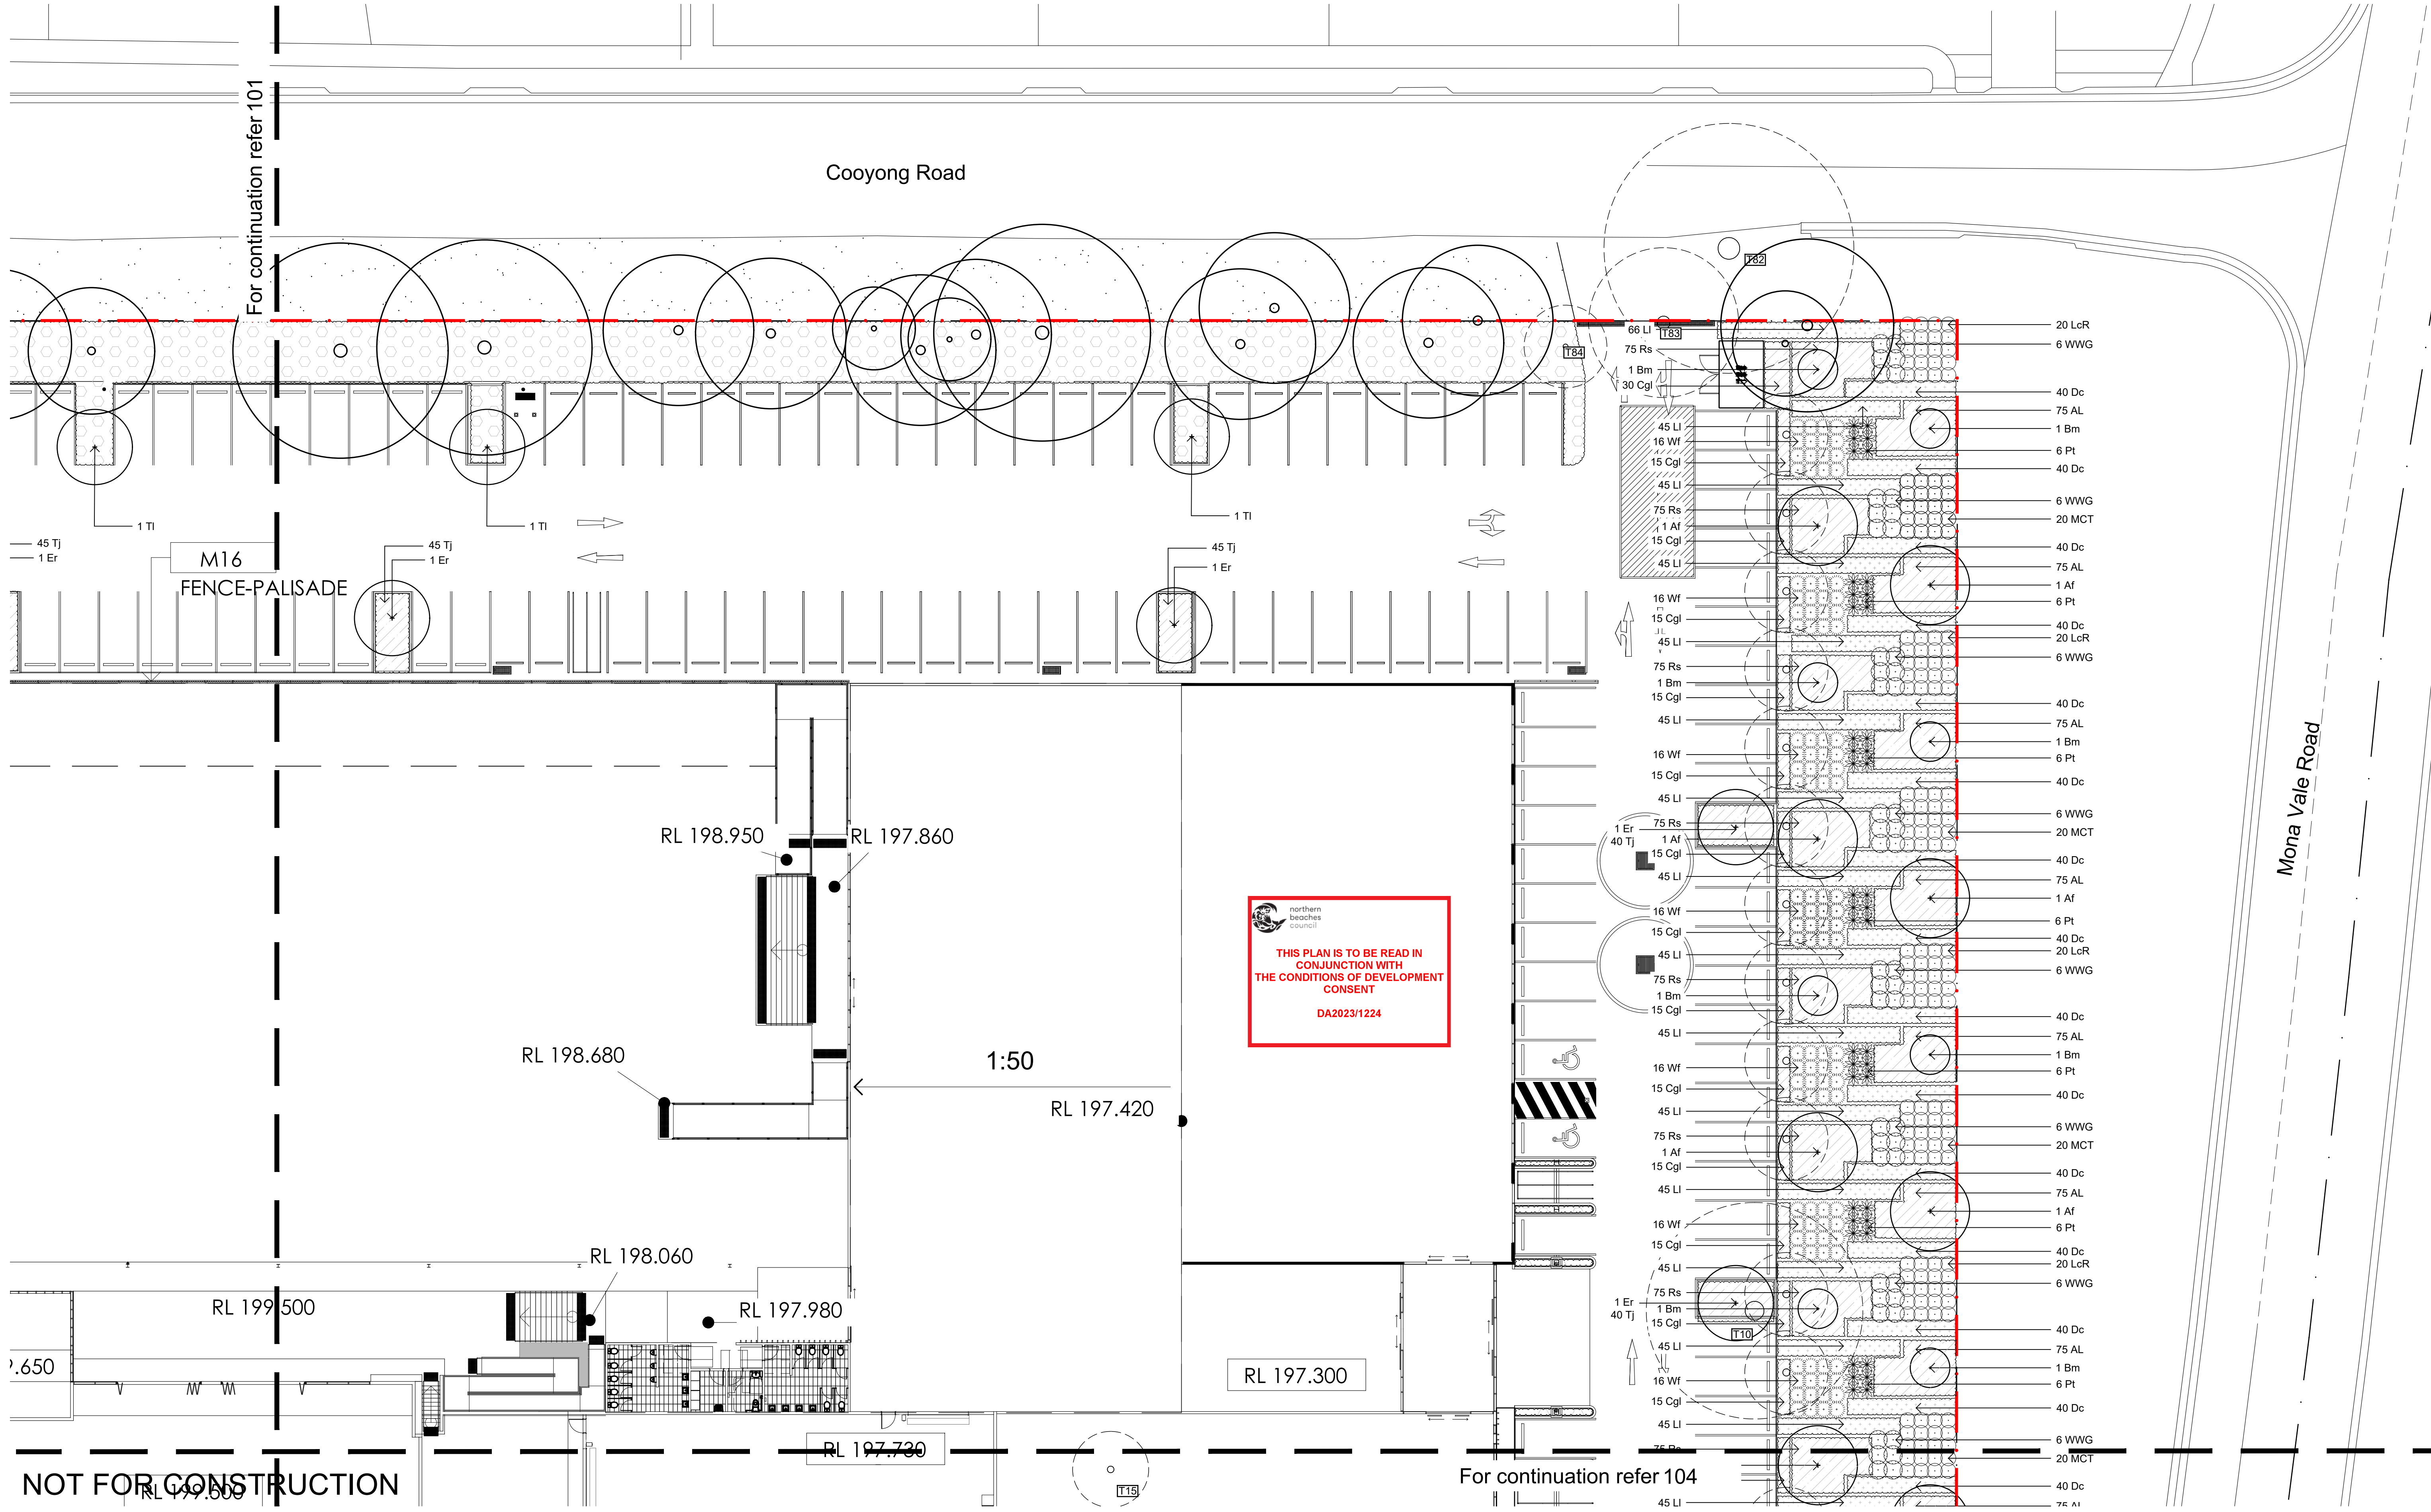 For continuation refer 101
Cooyong Road
Mona Vale Road
T82
T83
T84
66 LI
75 Rs
1 Bm
30 Cgl
45 LI
16 Wf
15 Cgl
45 LI
75 Rs
1 Af
15 Cgl
45 LI
16 Wf
15 Cgl
45 LI
75 Rs
1 Bm
15 Cgl
45 LI
16 Wf
15 Cgl
45 LI
75 Rs
1 Er
1 Af
40 Tj
15 Cgl
45 LI
16 Wf
15 Cgl
45 LI
75 Rs
1 Bm
15 Cgl
45 LI
16 Wf
15 Cgl
45 LI
75 Rs
1 Af
15 Cgl
45 LI
16 Wf
15 Cgl
45 LI
75 Rs
1 Er
1 Bm
40 Tj
15 Cgl
T10
45 LI
16 Wf
15 Cgl
45 LI
75 Rs
45 LI
20 LcR
6 WWG
40 Dc
75 AL
1 Bm
6 Pt
40 Dc
6 WWG
20 MCT
40 Dc
75 AL
1 Af
6 Pt
40 Dc
20 LcR
6 WWG
40 Dc
75 AL
1 Bm
6 Pt
40 Dc
6 WWG
20 MCT
40 Dc
75 AL
1 Af
6 Pt
40 Dc
20 LcR
6 WWG
40 Dc
75 AL
1 Bm
6 Pt
40 Dc
6 WWG
20 MCT
40 Dc
75 AL
1 Af
6 Pt
40 Dc
20 LcR
6 WWG
40 Dc
75 AL
1 Bm
6 Pt
40 Dc
6 WWG
20 MCT
40 Dc
75 AL
1 Tl
1 Tl
1 Tl
45 Tj
1 Er
45 Tj
1 Er
45 Tj
1 Er
M16
FENCE-PALISADE
RL 198.950
RL 197.860
northern
beaches
council
THIS PLAN IS TO BE READ IN
CONJUNCTION WITH
THE CONDITIONS OF DEVELOPMENT
CONSENT
DA2023/1224
RL 198.680
1:50
RL 197.420
RL 198.060
RL 199.500
RL 197.980
.650
RL 197.300
RL 197.730
NOT FOR CONSTRUCTION
RL 199.600
T15
For continuation refer 104